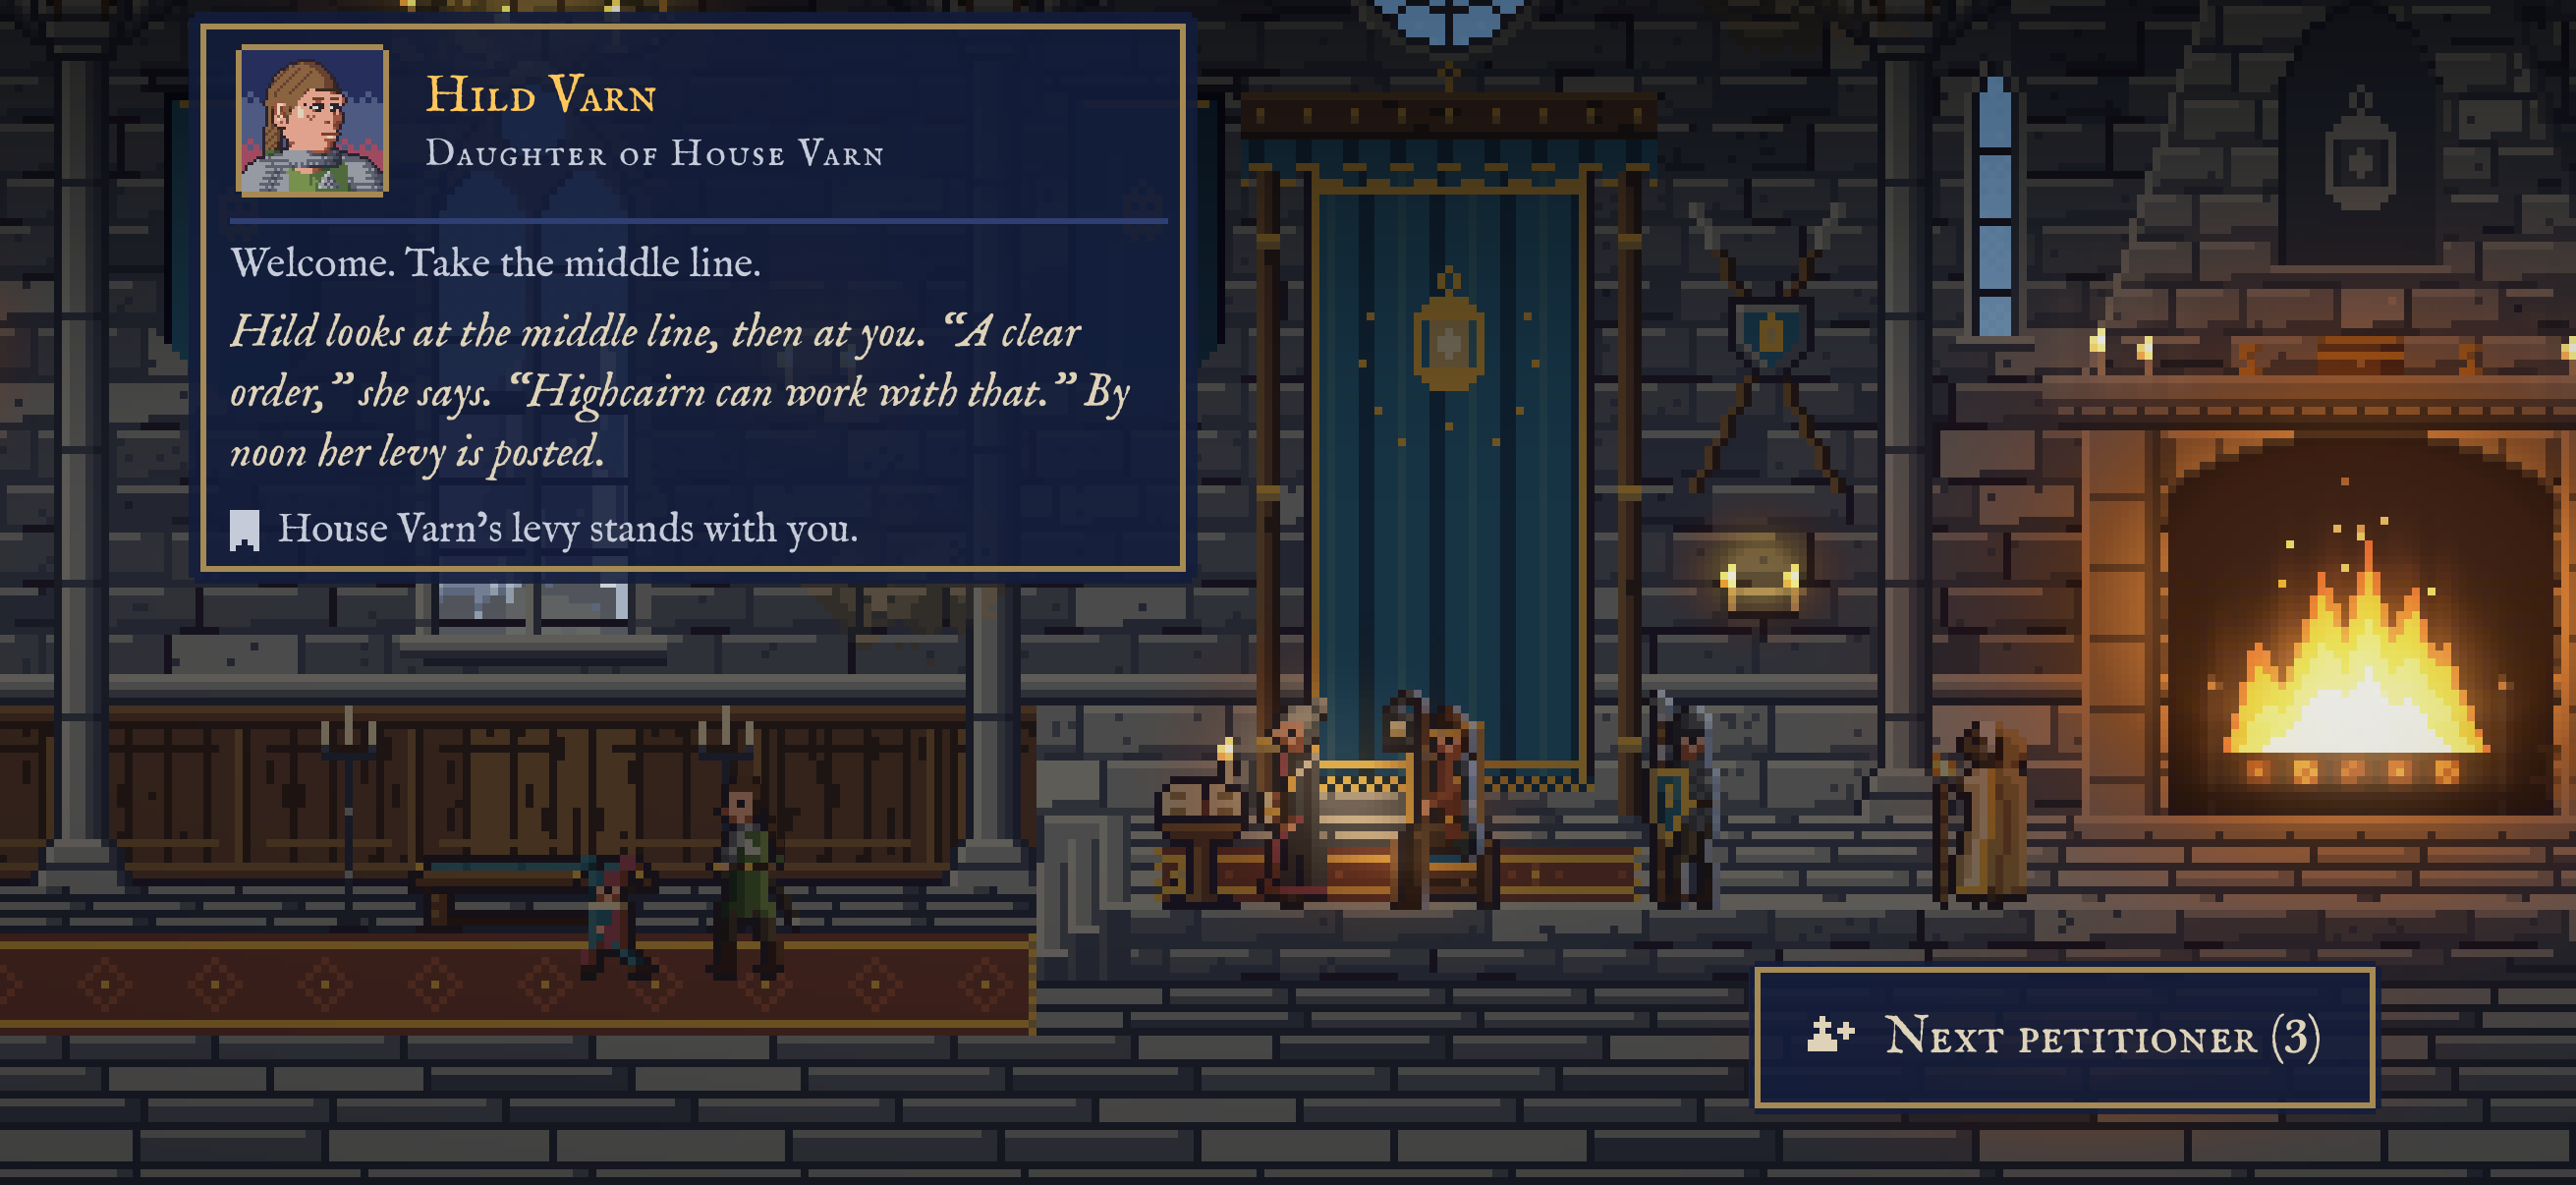 Hild Varn
Daughter of House Varn
Welcome. Take the middle line.
Hild looks at the middle line, then at you. “A clear
order,” she says. “Highcairn can work with that.” By
noon her levy is posted.
House Varn’s levy stands with you.
Next petitioner (3)